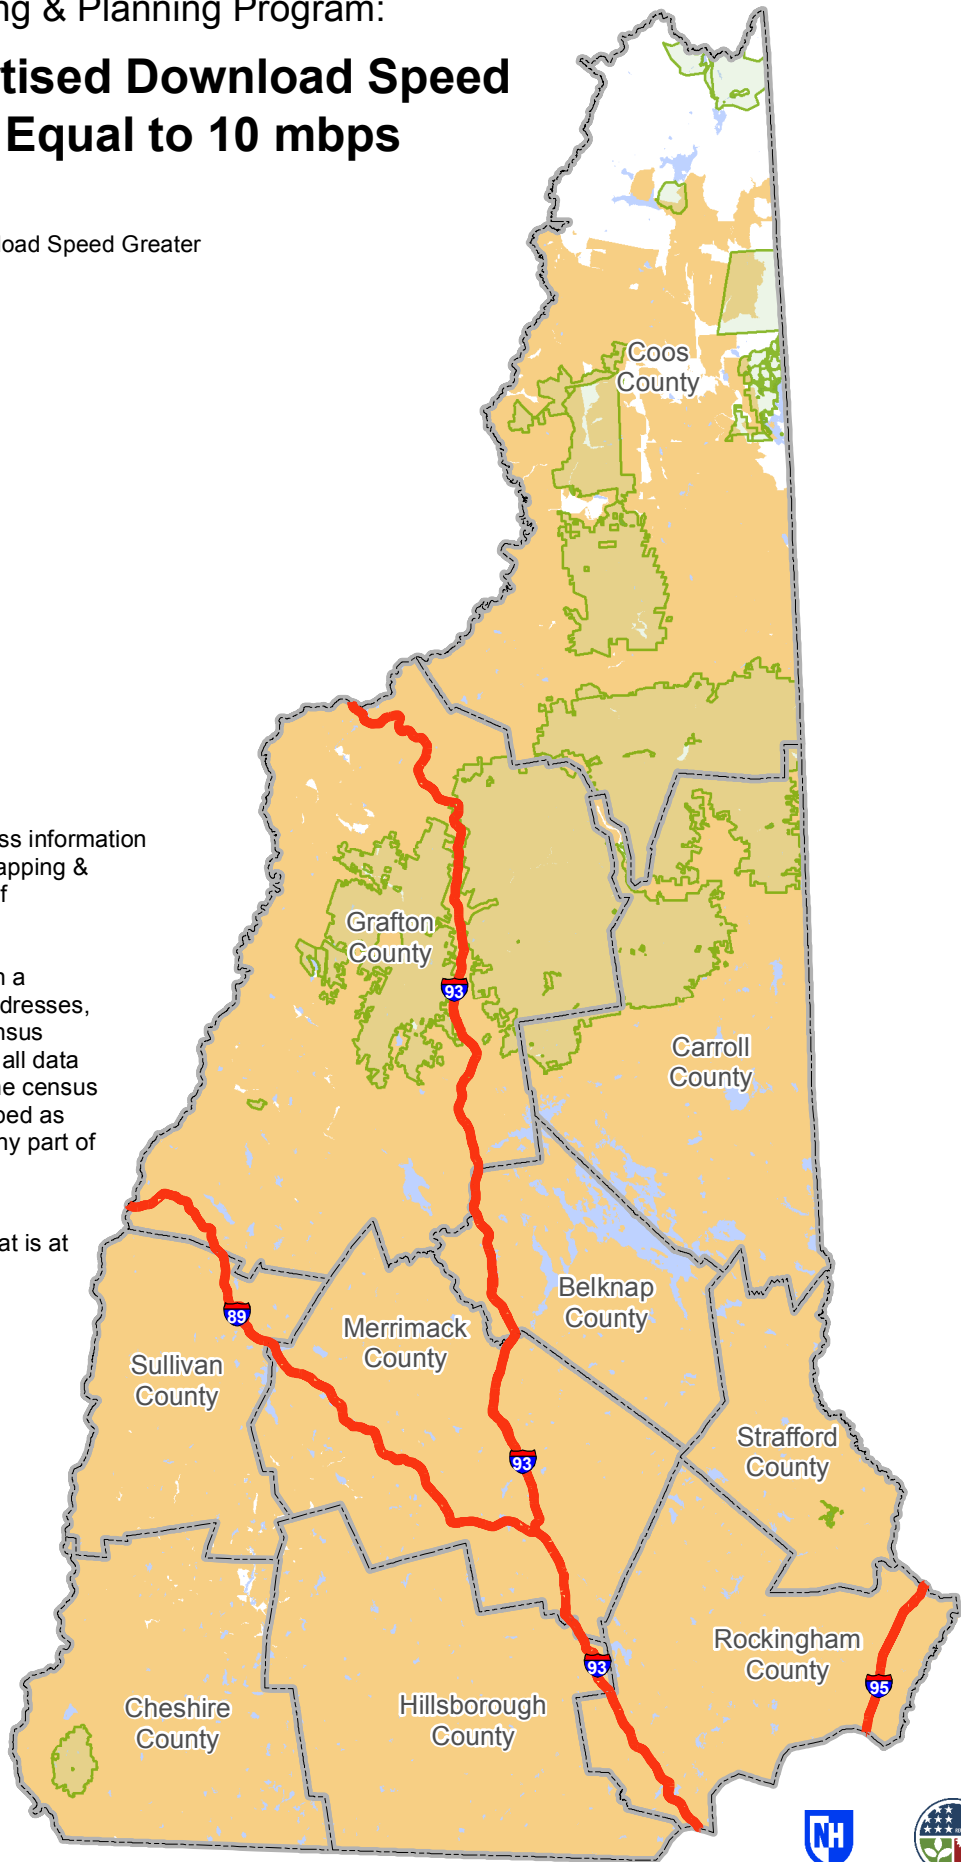 ng & Planning Program:
tised Download Speed
Equal to 10 mbps
load Speed Greater
Coos
County
ss information
apping &
f
Grafton
County
n a
dresses,
nsus
all data
ne census
ped as
ny part of
93
Carroll
County
at is at
Belknap
County
89
Merrimack
County
Sullivan
County
Strafford
County
93
Rockingham
County
93
95
Cheshire
County
Hillsborough
County
NH